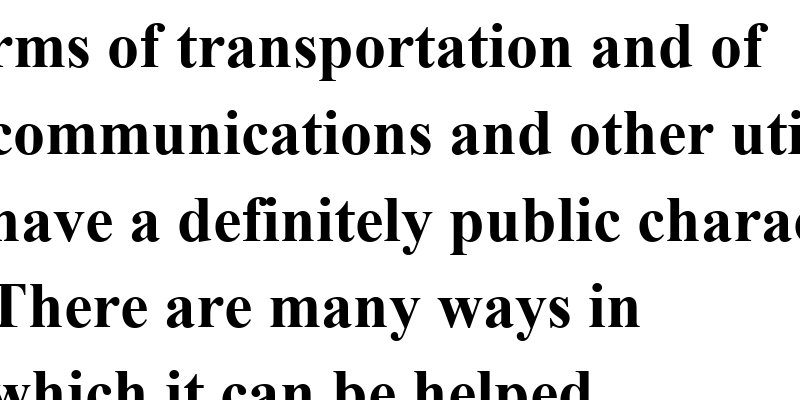 rms of transportation and of
communications and other uti
have a definitely public charac
There are many ways in
which it can be helped